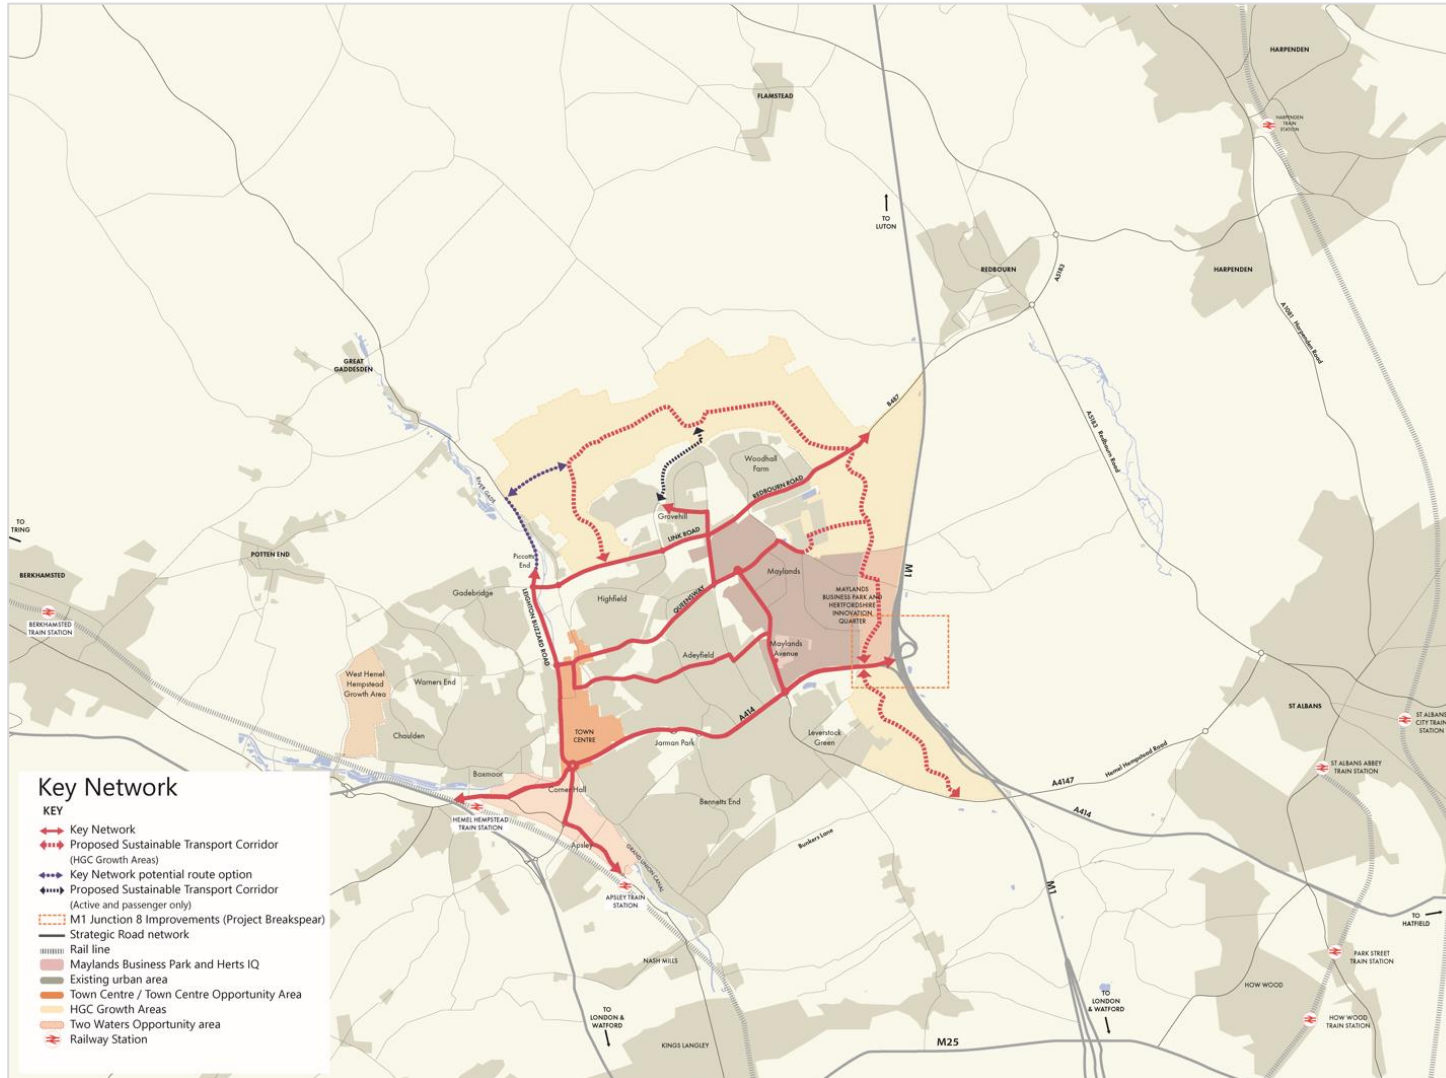 HARPENDEN
FLAMSTEAD
HARPENDEN
TRAIN
STATION
TO
LUTON
REDBOURN
A5183
HARPENDEN
A1081 Harpenden Road
GREAT
GADDESDEN
B487
A5183 Redbourn Road
RIVER GADE
Woodhall
Farm
REDBOURN ROAD
Grovehill
LINK ROAD
TO
TRING
POTTEN END
Piccotts
End
BERKHAMSTED
BERKHAMSTED
TRAIN STATION
Gadebridge
LEIGHTON BUZZARD ROAD
Highfield
QUEENSWAY
Maylands
MAYLANDS
BUSINESS PARK AND
HERTFORDSHIRE
INNOVATION
QUARTER
M1
Adeyfield
Maylands
Avenue
West Hemel
Hempstead
Growth Area
Warners End
Chaulden
TOWN
CENTRE
A414
Jarman Park
Leverstock
Green
ST ALBANS
ST ALBANS
CITY TRAIN
STATION
ST ALBANS ABBEY
TRAIN STATION
Hemel Hempstead Road
A4147
A414
Boxmoor
Corner Hall
Bennetts End
HEMEL HEMPSTEAD
TRAIN STATION
Apsley
GRAND UNION CANAL
Bunkers Lane
APSLEY TRAIN
STATION
M1
TO
HATFIELD
NASH MILLS
PARK STREET
TRAIN STATION
HOW WOOD
TO
LONDON
& WATFORD
TO
LONDON &
WATFORD
HOW WOOD
TRAIN STATION
KINGS LANGLEY
M25
Key Network
KEY
Key Network
Proposed Sustainable Transport Corridor
(HGC Growth Areas)
Key Network potential route option
Proposed Sustainable Transport Corridor
(Active and passenger only)
M1 Junction 8 Improvements (Project Breakspear)
Strategic Road network
Rail line
Maylands Business Park and Herts IQ
Existing urban area
Town Centre / Town Centre Opportunity Area
HGC Growth Areas
Two Waters Opportunity area
Railway Station